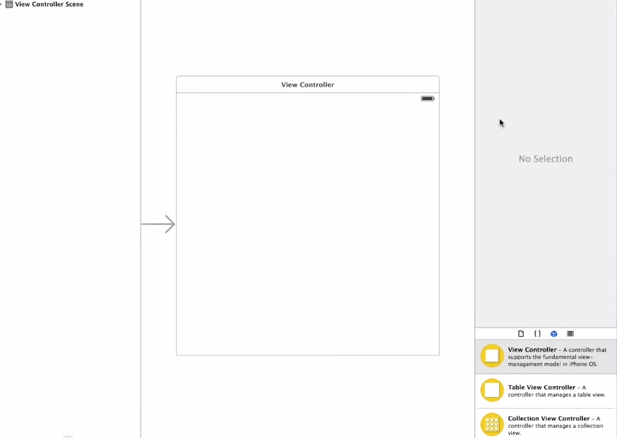 View Controller Scene
View Controller
No Selection
{ }
View Controller – A controller that
supports the fundamental view-
management model in iPhone OS.
Table View Controller – A
controller that manages a table view.
Collection View Controller – A
controller that manages a collection
view.